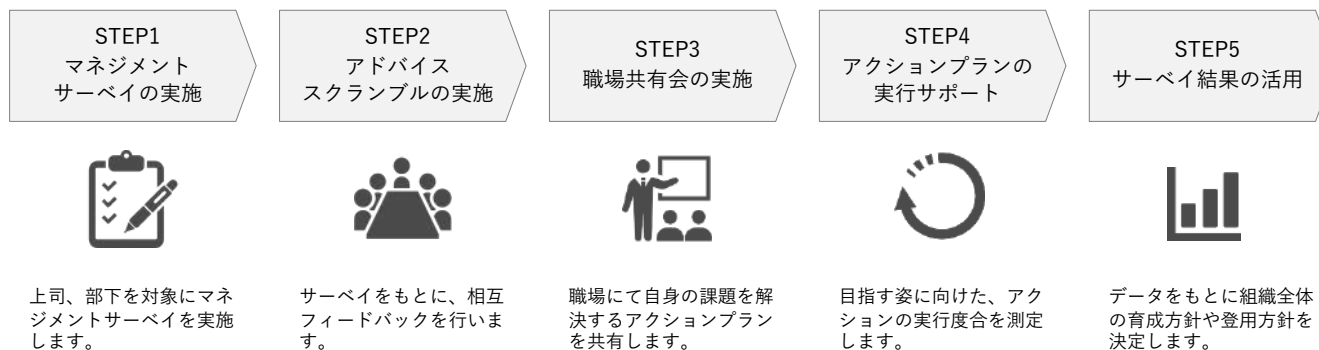 STEP1
マネジメント
サーベイの実施
STEP2
アドバイス
スクランブルの実施
STEP3
職場共有会の実施
STEP4
アクションプランの
実行サポート
STEP5
サーベイ結果の活用
上司、部下を対象にマネ
ジメントサーベイを実施
します。
サーベイをもとに、相互
フィードバックを行いま
す。
職場にて自身の課題を解
決するアクションプラン
を共有します。
目指す姿に向けた、アク
ションの実行度合を測定
します。
データをもとに組織全体
の育成方針や登用方針を
決定します。